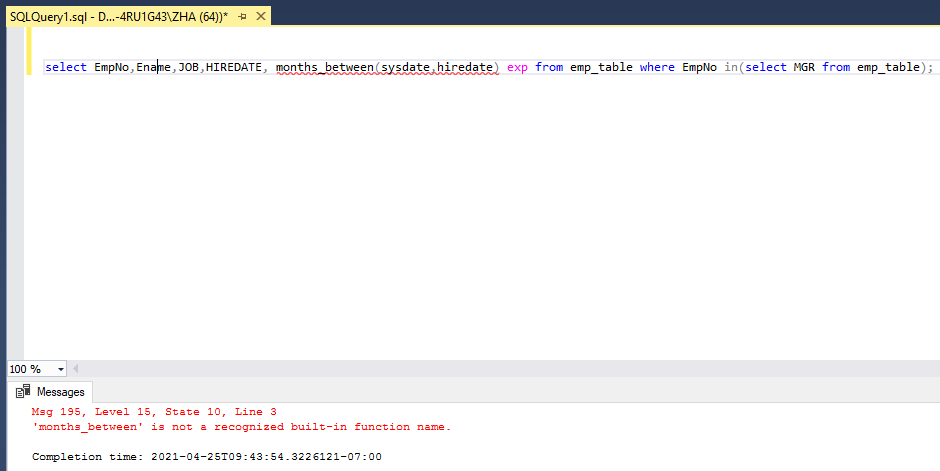 SQLQuery1.sql - D...-4RU1G43\ZHA (64))*
select EmpNo,Ename,JOB,HIREDATE, months_between(sysdate,hiredate) exp from emp_table where EmpNo in(select MGR from emp_table);
100 %
Messages
Msg 195, Level 15, State 10, Line 3
'months_between' is not a recognized built-in function name.
Completion time: 2021-04-25T09:43:54.3226121-07:00